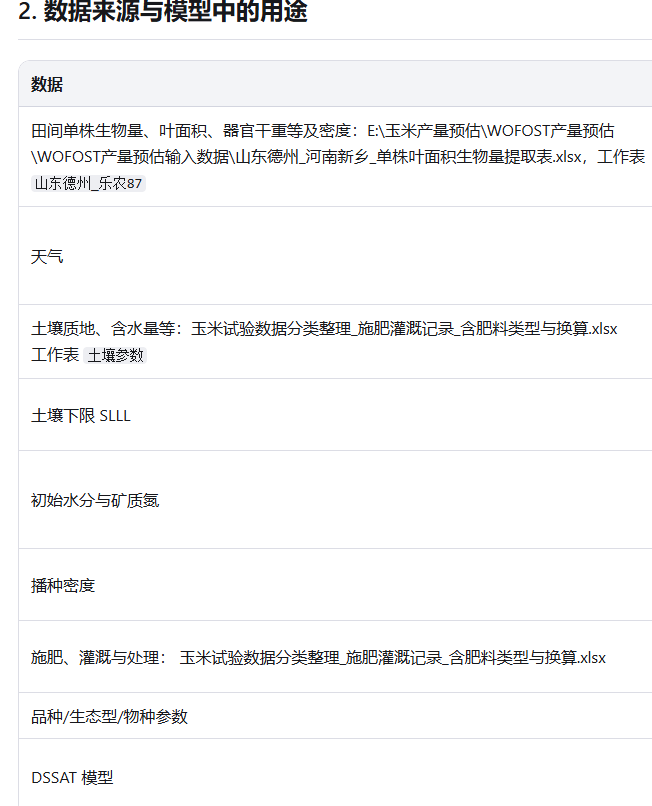 2. 数据来源与模型中的用途
数据
田间单株生物量、叶面积、器官干重等及密度：E:\玉米产量预估\WOFOST产量预估
\WOFOST产量预估输入数据\山东德州_河南新乡_单株叶面积生物量提取表.xlsx，工作表
山东德州_乐农87
天气
土壤质地、含水量等：玉米试验数据分类整理_施肥灌溉记录_含肥料类型与换算.xlsx
工作表 土壤参数
土壤下限 SLLL
初始水分与矿质氮
播种密度
施肥、灌溉与处理： 玉米试验数据分类整理_施肥灌溉记录_含肥料类型与换算.xlsx
品种/生态型/物种参数
DSSAT 模型